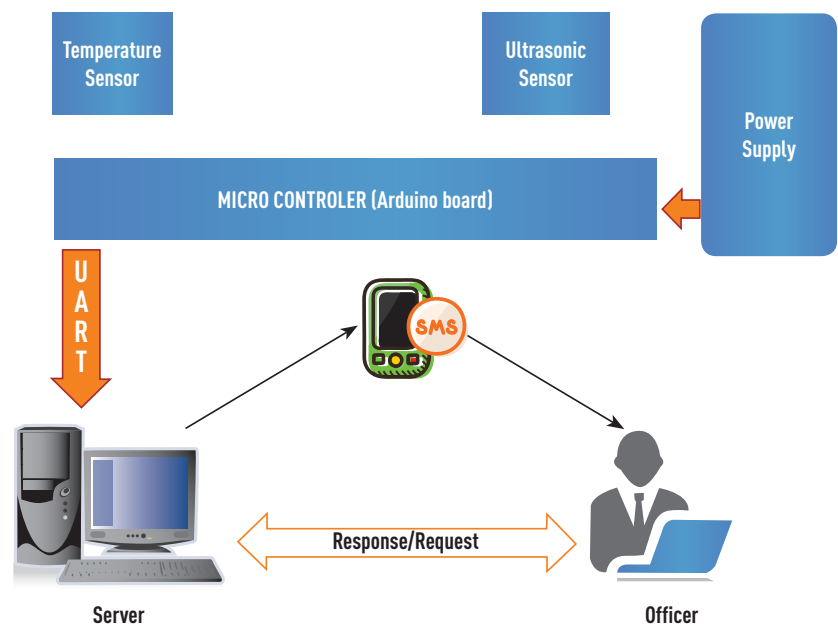 Temperature
Sensor
Ultrasonic
Sensor
Power
Supply
MICRO CONTROLER (Arduino board)
U
A
R
T
SMS
Response/Request
Server
Officer